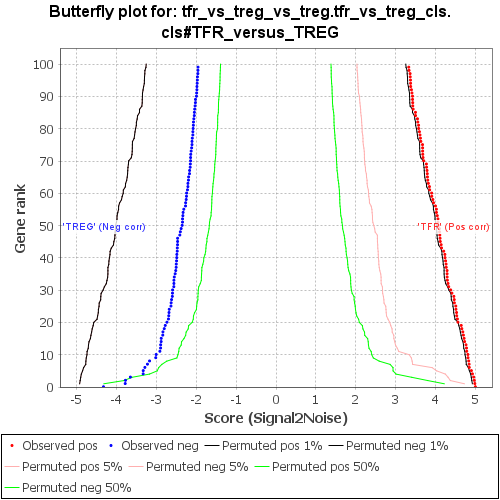 Butterfly plot for: tfr_vs_treg_vs_treg.tfr_vs_treg_cls.
cls#TFR_versus_TREG
Gene rank
100
90
80
70
60
50
40
30
20
10
0
'TREG' (Neg corr)
'TFR' (Pos corr)
-5 -4 -3 -2 -1 0 1 2 3 4 5
Score (Signal2Noise)
Observed pos Observed neg Permuted pos 1% Permuted neg 1%
Permuted pos 5% Permuted neg 5% Permuted pos 50%
Permuted neg 50%